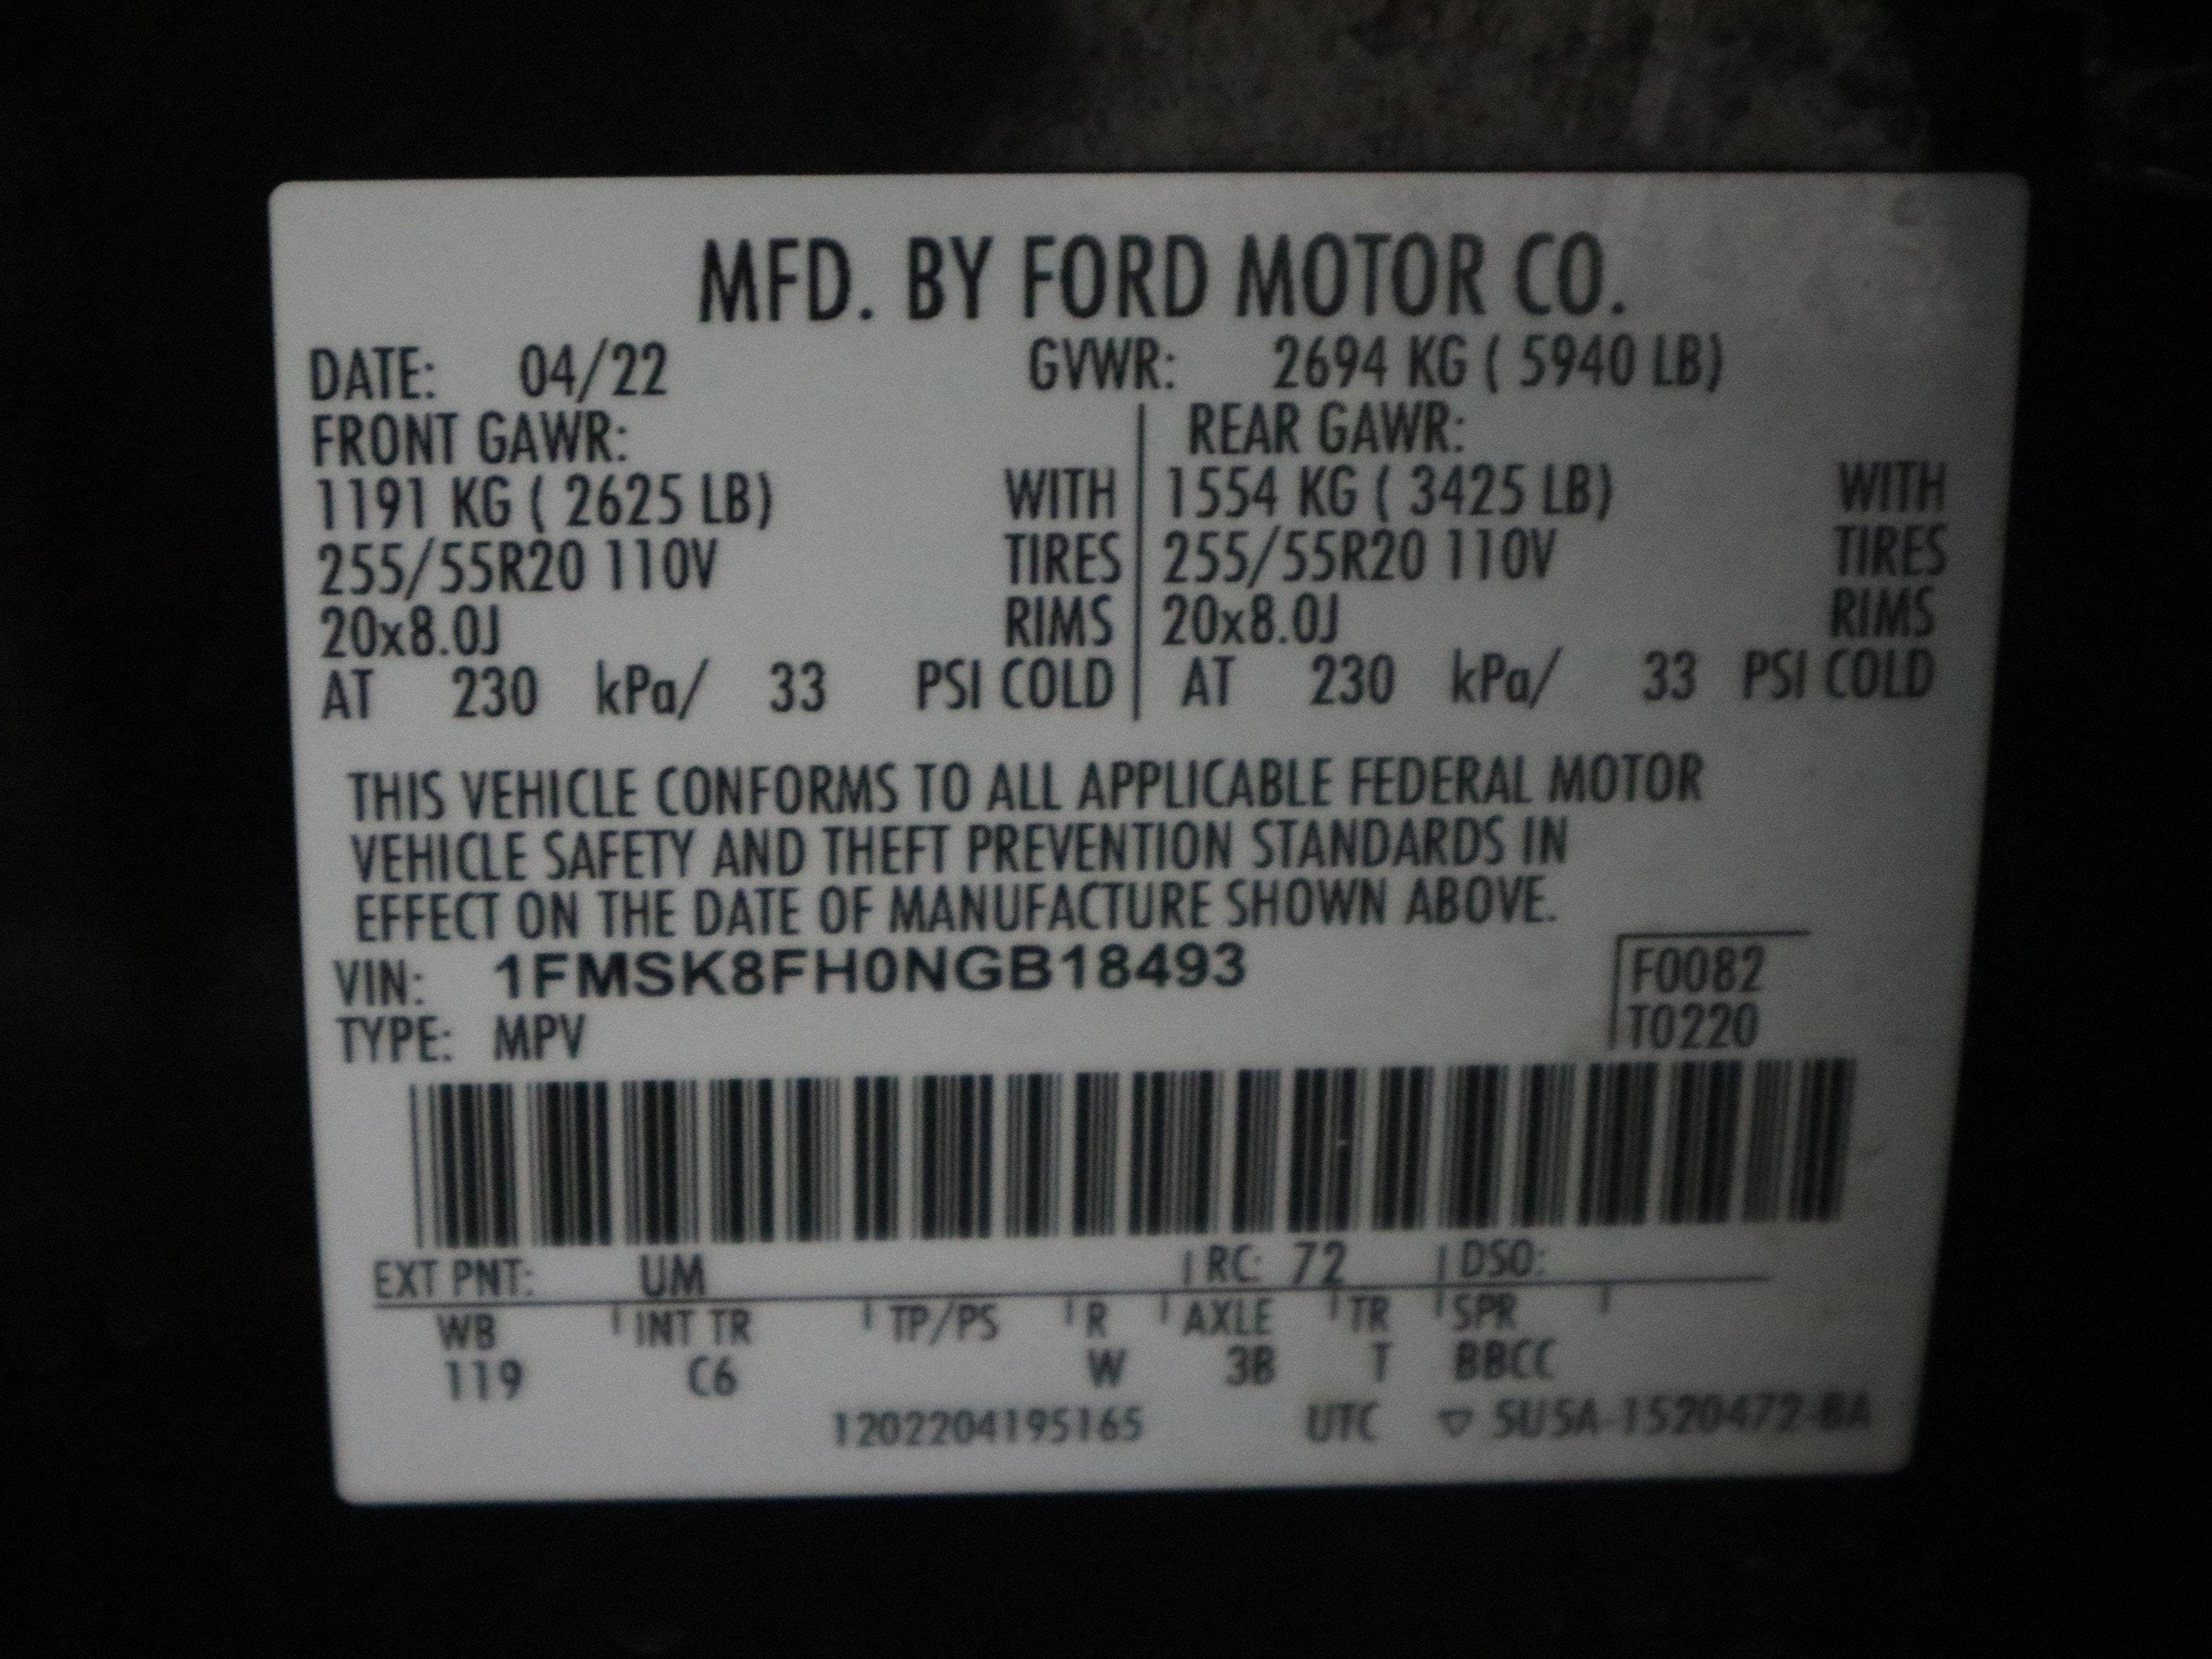 MFD. BY FORD MOTOR CO.
DATE: 04/22 GVWR: 2694 KG ( 5940 LB)
FRONT GAWR: REAR GAWR:
1191 KG ( 2625 LB) WITH 1554 KG ( 3425 LB) WITH
255/55R20 110V TIRES 255/55R20 110V TIRES
20x8.0J RIMS 20x8.0J RIMS
AT 230 kPa/ 33 PSI COLD AT 230 kPa/ 33 PSI COLD
THIS VEHICLE CONFORMS TO ALL APPLICABLE FEDERAL MOTOR
VEHICLE SAFETY AND THEFT PREVENTION STANDARDS IN
EFFECT ON THE DATE OF MANUFACTURE SHOWN ABOVE.
VIN: 1FMSK8FH0NGB18493 F0082
TYPE: MPV T0220
EXT PNT: UM RC: 72 DSO:
WB INT TR TP/PS R AXLE TR SPR
119 C6 W 3B T BBCC
1202204195165 UTC ▽ 5U5A-1520472-BA